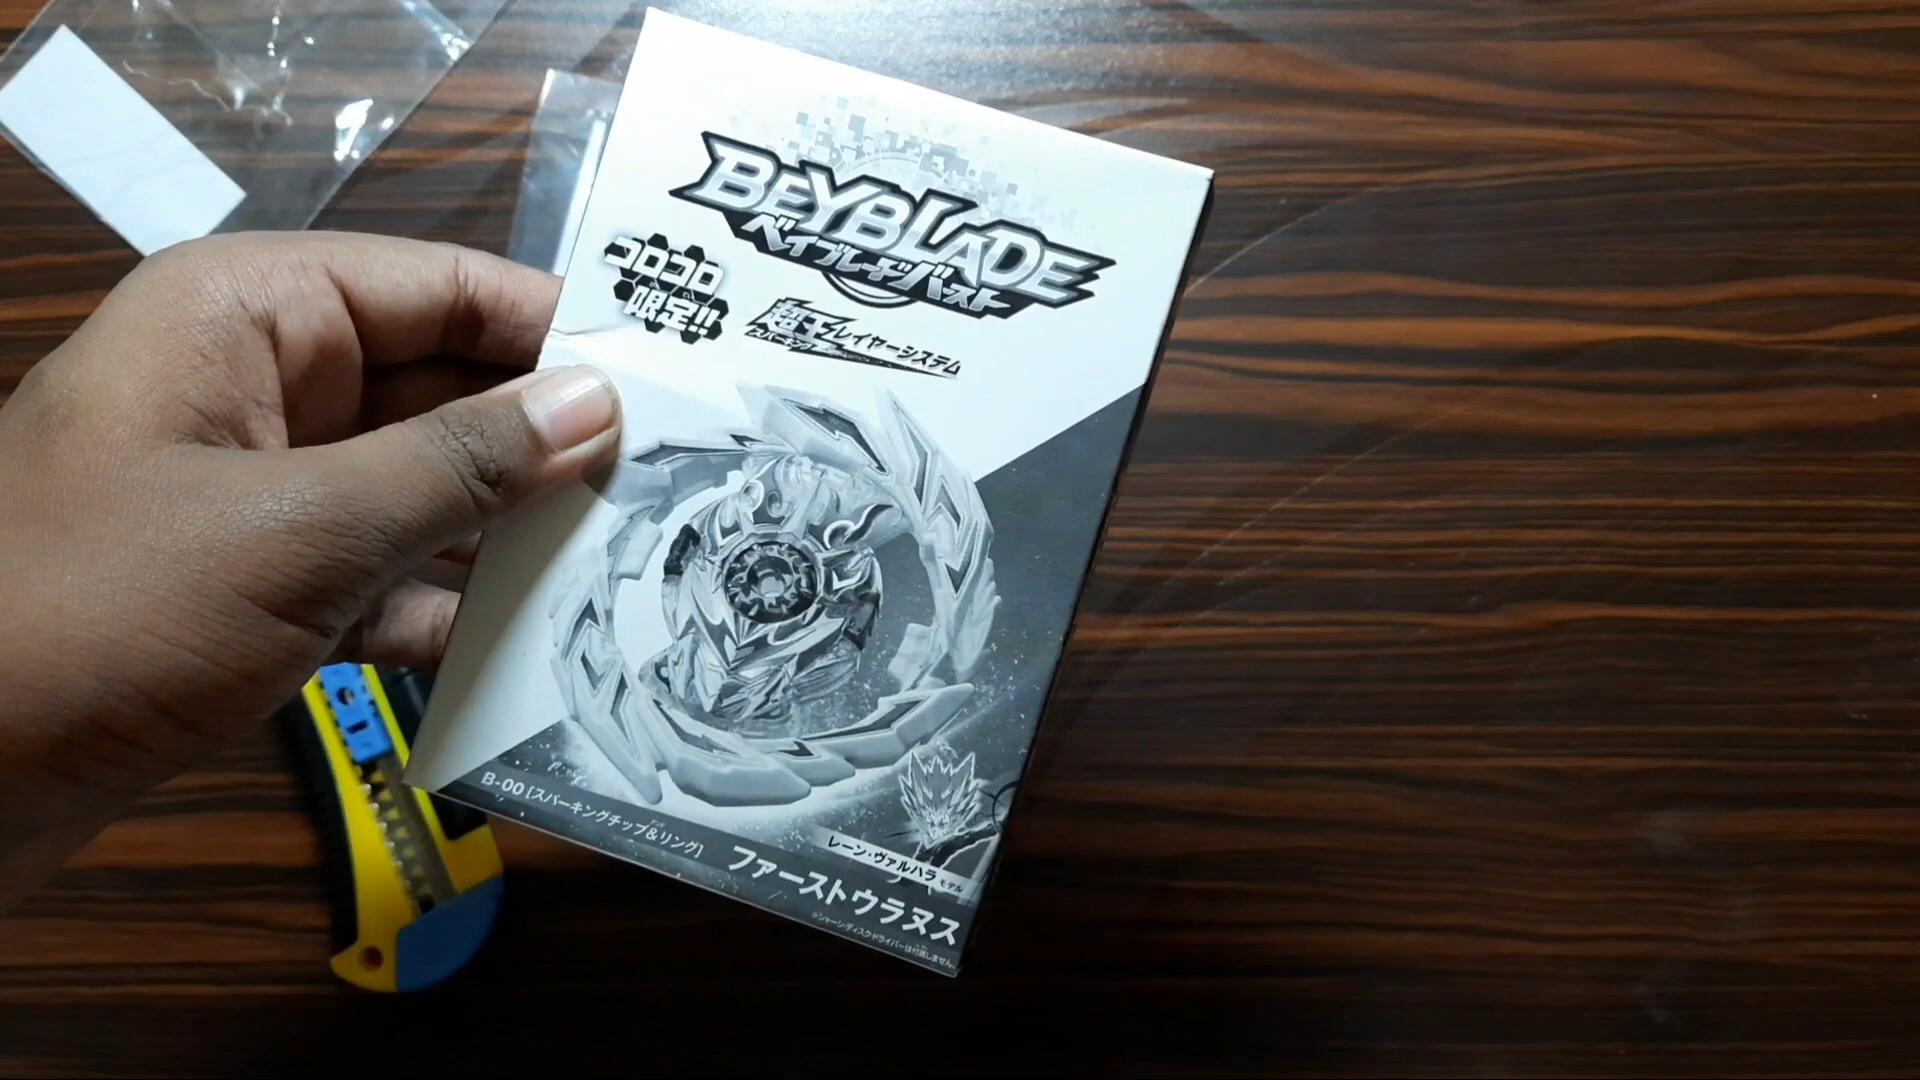 BEYBLADE
ベイブレードバースト
コロコロ
限定!!
超王レイヤーシステム
スパーキング
B-00 [スパーキングチップ&リング]
レーン・ヴァルハラ モデル
ファーストウラヌス
※シャーシ・ディスク・ドライバーは付属しません。